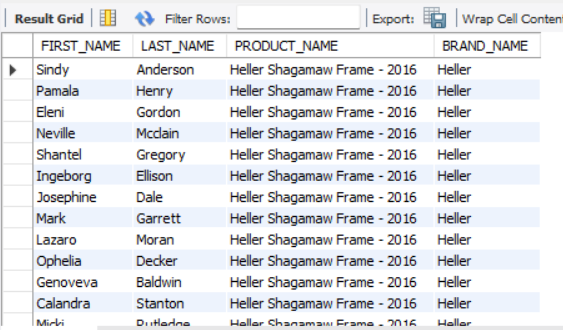 Result Grid Filter Rows: Export: Wrap Cell Conten
FIRST_NAME LAST_NAME PRODUCT_NAME BRAND_NAME
Sindy Anderson Heller Shagamaw Frame - 2016 Heller
Pamala Henry Heller Shagamaw Frame - 2016 Heller
Eleni Gordon Heller Shagamaw Frame - 2016 Heller
Neville Mcclain Heller Shagamaw Frame - 2016 Heller
Shantel Gregory Heller Shagamaw Frame - 2016 Heller
Ingeborg Ellison Heller Shagamaw Frame - 2016 Heller
Josephine Dale Heller Shagamaw Frame - 2016 Heller
Mark Garrett Heller Shagamaw Frame - 2016 Heller
Lazaro Moran Heller Shagamaw Frame - 2016 Heller
Ophelia Decker Heller Shagamaw Frame - 2016 Heller
Genoveva Baldwin Heller Shagamaw Frame - 2016 Heller
Calandra Stanton Heller Shagamaw Frame - 2016 Heller
Micki Rutledge Heller Shagamaw Frame - 2016 Heller